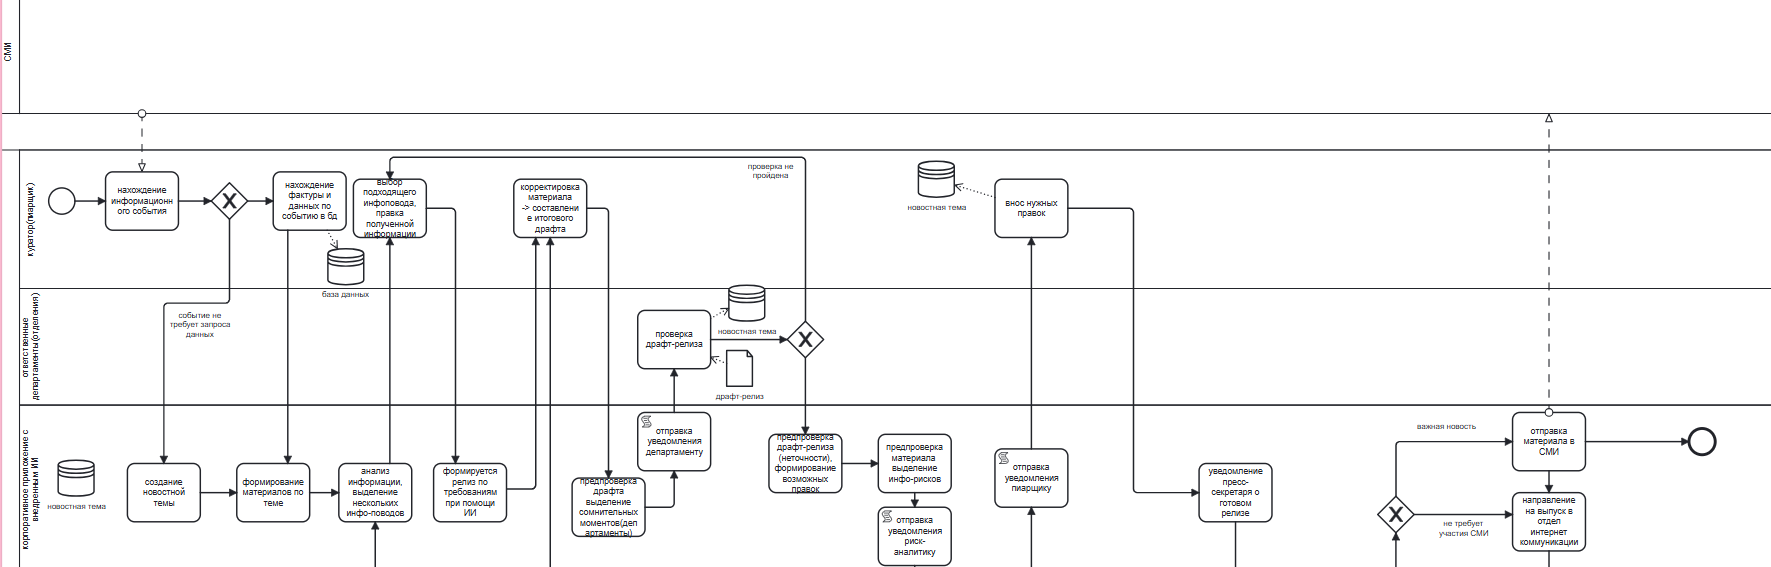 СМИ
куратор(пиарщик)
нахождение
информационн
ого события
X
нахождение
фактуры и
данных по
событию в бд
база данных
выбор
подходящего
инфоповода,
правка
полученной
информации
корректировка
материала
-> составлени
е итогового
драфта
проверка не
пройдена
новостная тема
внос нужных
правок
событие не
требует запроса
данных
ответственные
департаменты(отделения)
проверка
драфт-релиза
новостная тема
X
драфт-релиз
корпоративное приложение с
внедренным ИИ
новостная тема
создание
новостной
темы
формирование
материалов по
теме
анализ
информации,
выделение
нескольких
инфо-поводов
формируется
релиз по
требованиям
при помощи
ИИ
предпроверка
драфта
выделение
сомнительных
моментов(деп
артаменты)
отправка
уведомления
департаменту
предпроверка
драфт-релиза
(неточности),
формирование
возможных
правок
предпроверка
материала
выделение
инфо-рисков
отправка
уведомления
риск-
аналитику
отправка
уведомления
пиарщику
уведомление
пресс-
секретаря о
готовом
релизе
важная новость
X
не требует
участия СМИ
отправка
материала в
СМИ
направление
на выпуск в
отдел
интернет
коммуникации